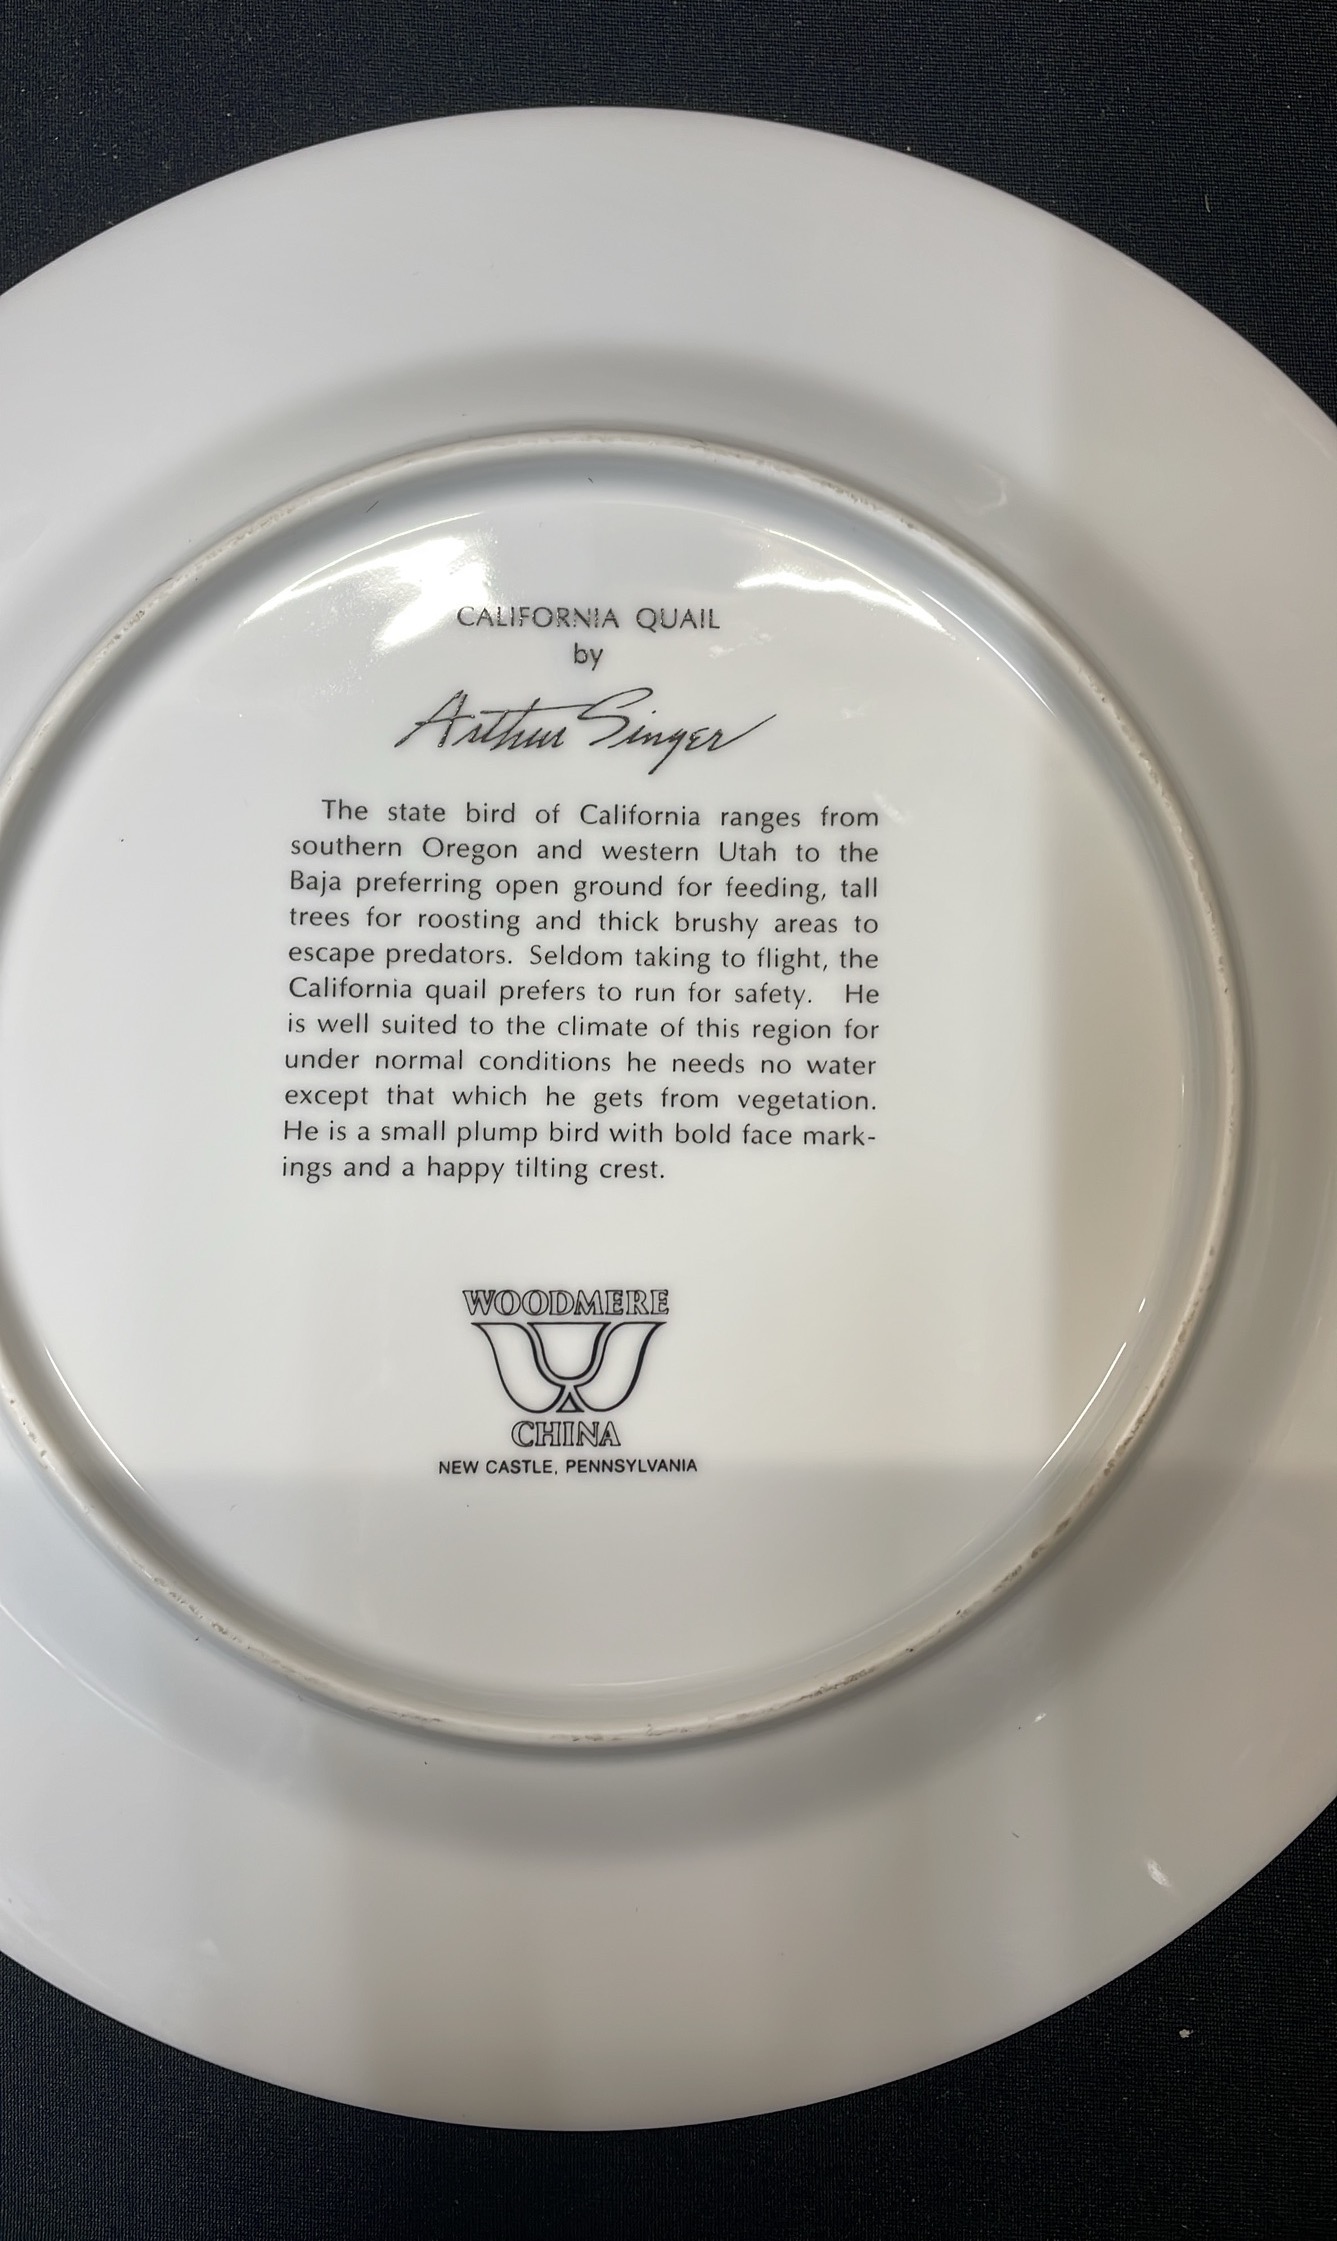 CALIFORNIA QUAIL
by
Arthur Singer
The state bird of California ranges from
southern Oregon and western Utah to the
Baja preferring open ground for feeding, tall
trees for roosting and thick brushy areas to
escape predators. Seldom taking to flight, the
California quail prefers to run for safety. He
is well suited to the climate of this region for
under normal conditions he needs no water
except that which he gets from vegetation.
He is a small plump bird with bold face mark-
ings and a happy tilting crest.
WOODMERE
CHINA
NEW CASTLE, PENNSYLVANIA